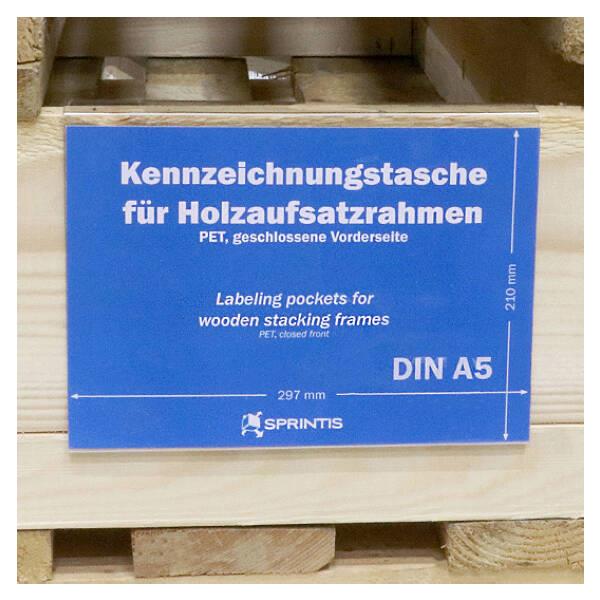 Kennzeichnungstasche
für Holzaufsatzrahmen
PET, geschlossene Vorderseite
Labeling pockets for
wooden stacking frames
PET, closed front
210 mm
DIN A5
297 mm
SPRINTIS